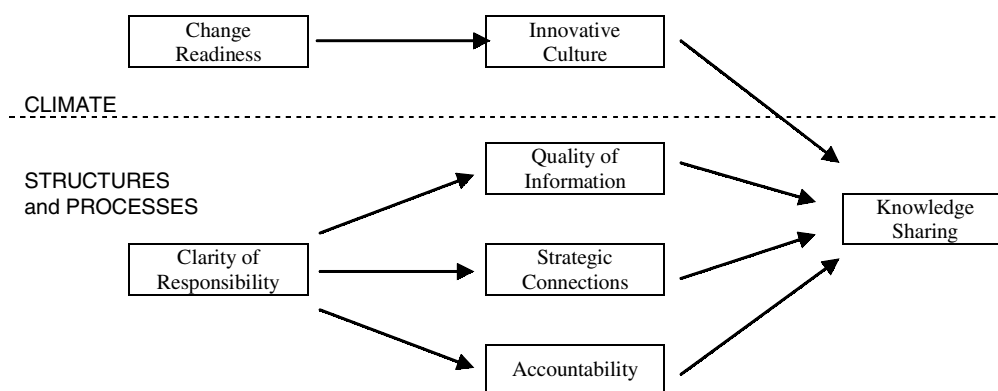 Change
Readiness
Innovative
Culture
CLIMATE
STRUCTURES
and PROCESSES
Quality of
Information
Knowledge
Sharing
Clarity of
Responsibility
Strategic
Connections
Accountability